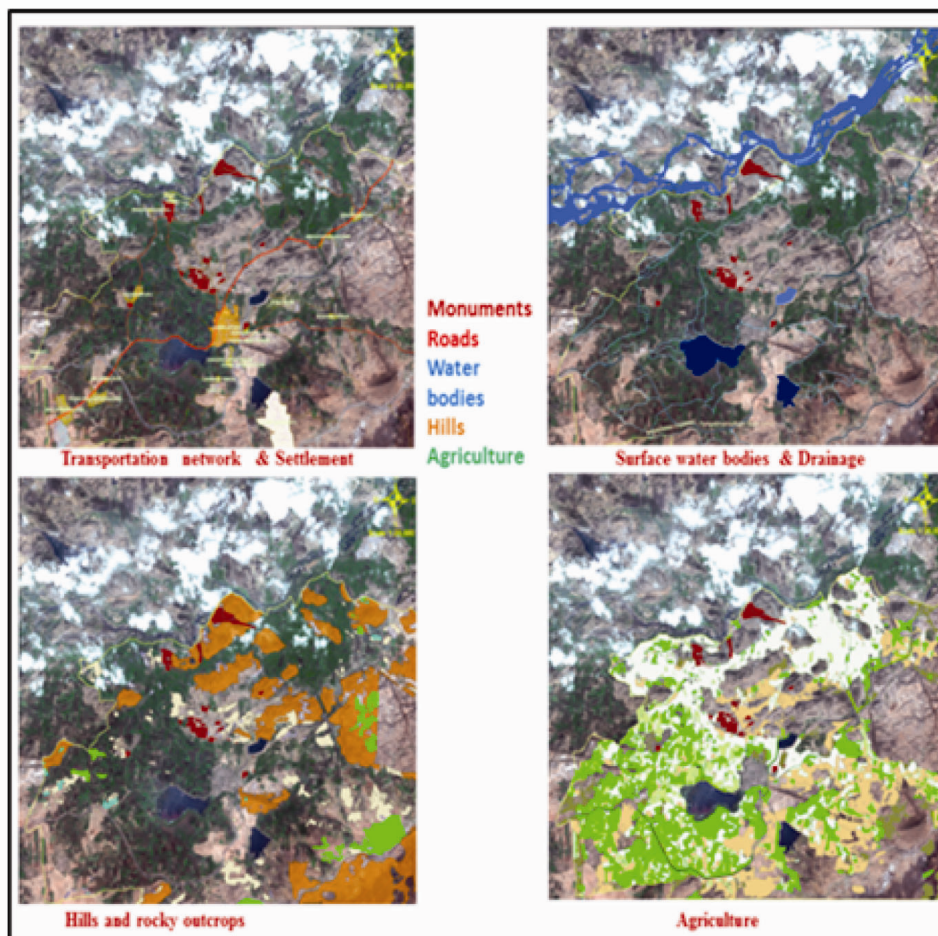 Monuments
Roads
Water
bodies
Hills
Agriculture
Transportation network & Settlement
Surface water bodies & Drainage
Hills and rocky outcrops
Agriculture